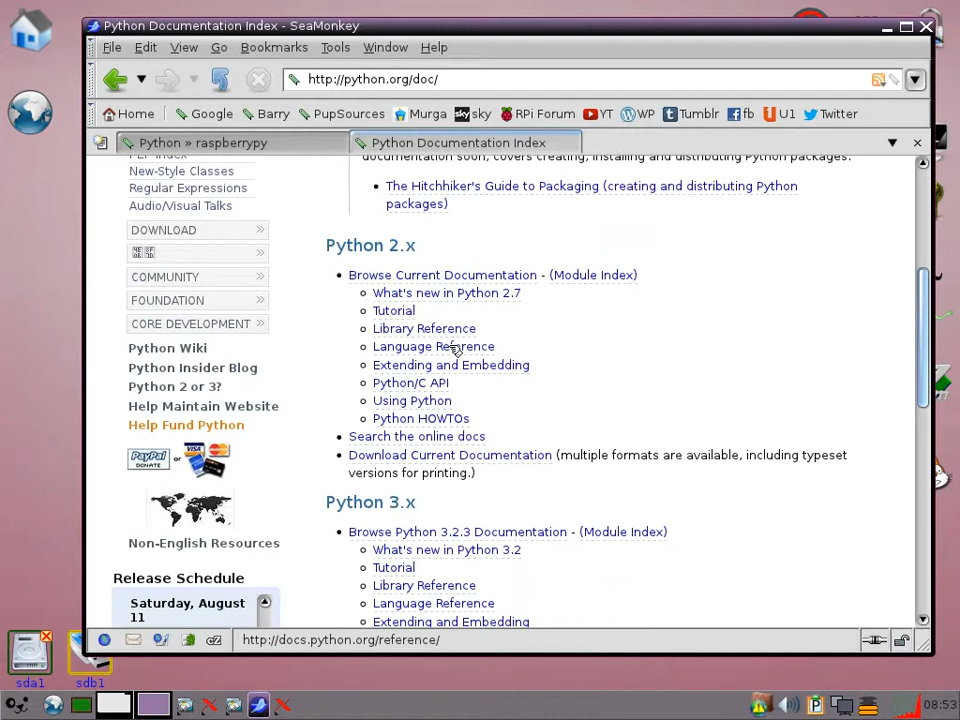 Python Documentation Index - SeaMonkey
File Edit View Go Bookmarks Tools Window Help
http://python.org/doc/
Home Google Barry PupSources Murga sky sky RPi Forum YT WP Tumblr fb U1 Twitter
Python » raspberrypy
Python Documentation Index
PEP Index
New-Style Classes
Regular Expressions
Audio/Visual Talks
DOWNLOAD >>
>>
COMMUNITY >>
FOUNDATION >>
CORE DEVELOPMENT >>
Python Wiki
Python Insider Blog
Python 2 or 3?
Help Maintain Website
Help Fund Python
PayPal DONATE or VISA
Non-English Resources
Release Schedule
Saturday, August
11
documentation soon, covers creating, installing and distributing Python packages.
• The Hitchhiker's Guide to Packaging (creating and distributing Python
packages)
Python 2.x
• Browse Current Documentation - (Module Index)
What's new in Python 2.7
Tutorial
Library Reference
Language Reference
Extending and Embedding
Python/C API
Using Python
Python HOWTOs
• Search the online docs
• Download Current Documentation (multiple formats are available, including typeset
versions for printing.)
Python 3.x
• Browse Python 3.2.3 Documentation - (Module Index)
What's new in Python 3.2
Tutorial
Library Reference
Language Reference
Extending and Embedding
http://docs.python.org/reference/
sda1
sdb1
08:53